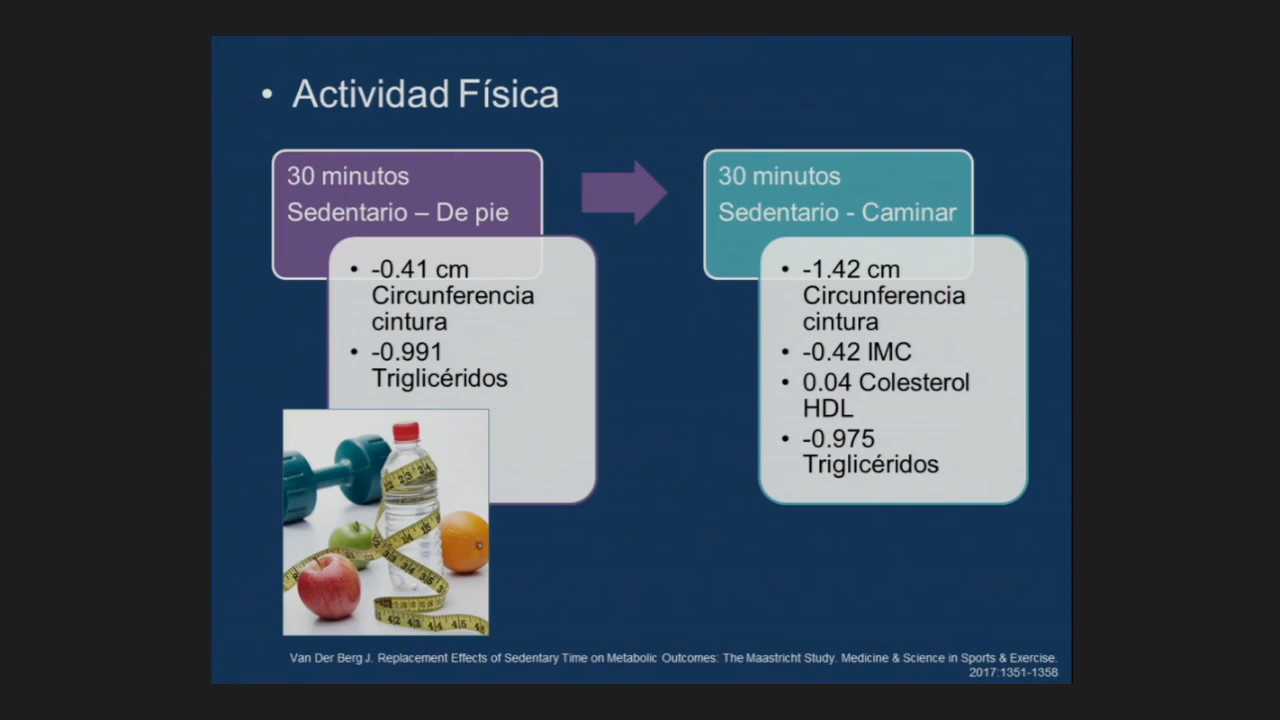 • Actividad Física
30 minutos
Sedentario – De pie
• -0.41 cm
Circunferencia
cintura
• -0.991
Triglicéridos
30 minutos
Sedentario - Caminar
• -1.42 cm
Circunferencia
cintura
• -0.42 IMC
• 0.04 Colesterol
HDL
• -0.975
Triglicéridos
Van Der Berg J. Replacement Effects of Sedentary Time on Metabolic Outcomes: The Maastricht Study. Medicine & Science in Sports & Exercise.
2017:1351-1358